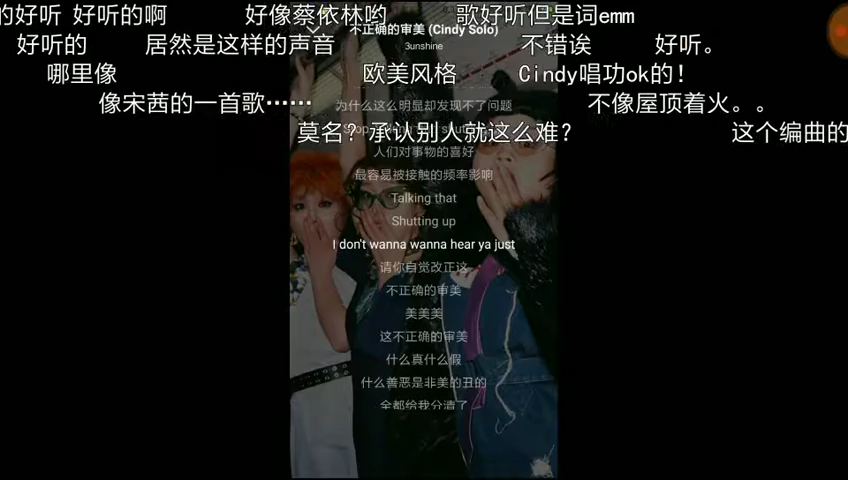 的好听 好听的啊 好像蔡依林哟 歌好听但是词emm
不正确的审美 (Cindy Solo)
好听的 居然是这样的声音 不错诶 好听。
3unshine
哪里像 欧美风格 Cindy唱功ok的!
像宋茜的一首歌…… 不像屋顶着火。。
为什么这么明显却发现不了问题
莫名? 承认别人就这么难? 这个编曲的
人们对事物的喜好
最容易被接触的频率影响
Talking that
Shutting up
I don't wanna wanna hear ya just
请你自觉改正这
不正确的审美
美美美
这不正确的审美
什么真什么假
什么善恶是非美的丑的
全都给我分清了